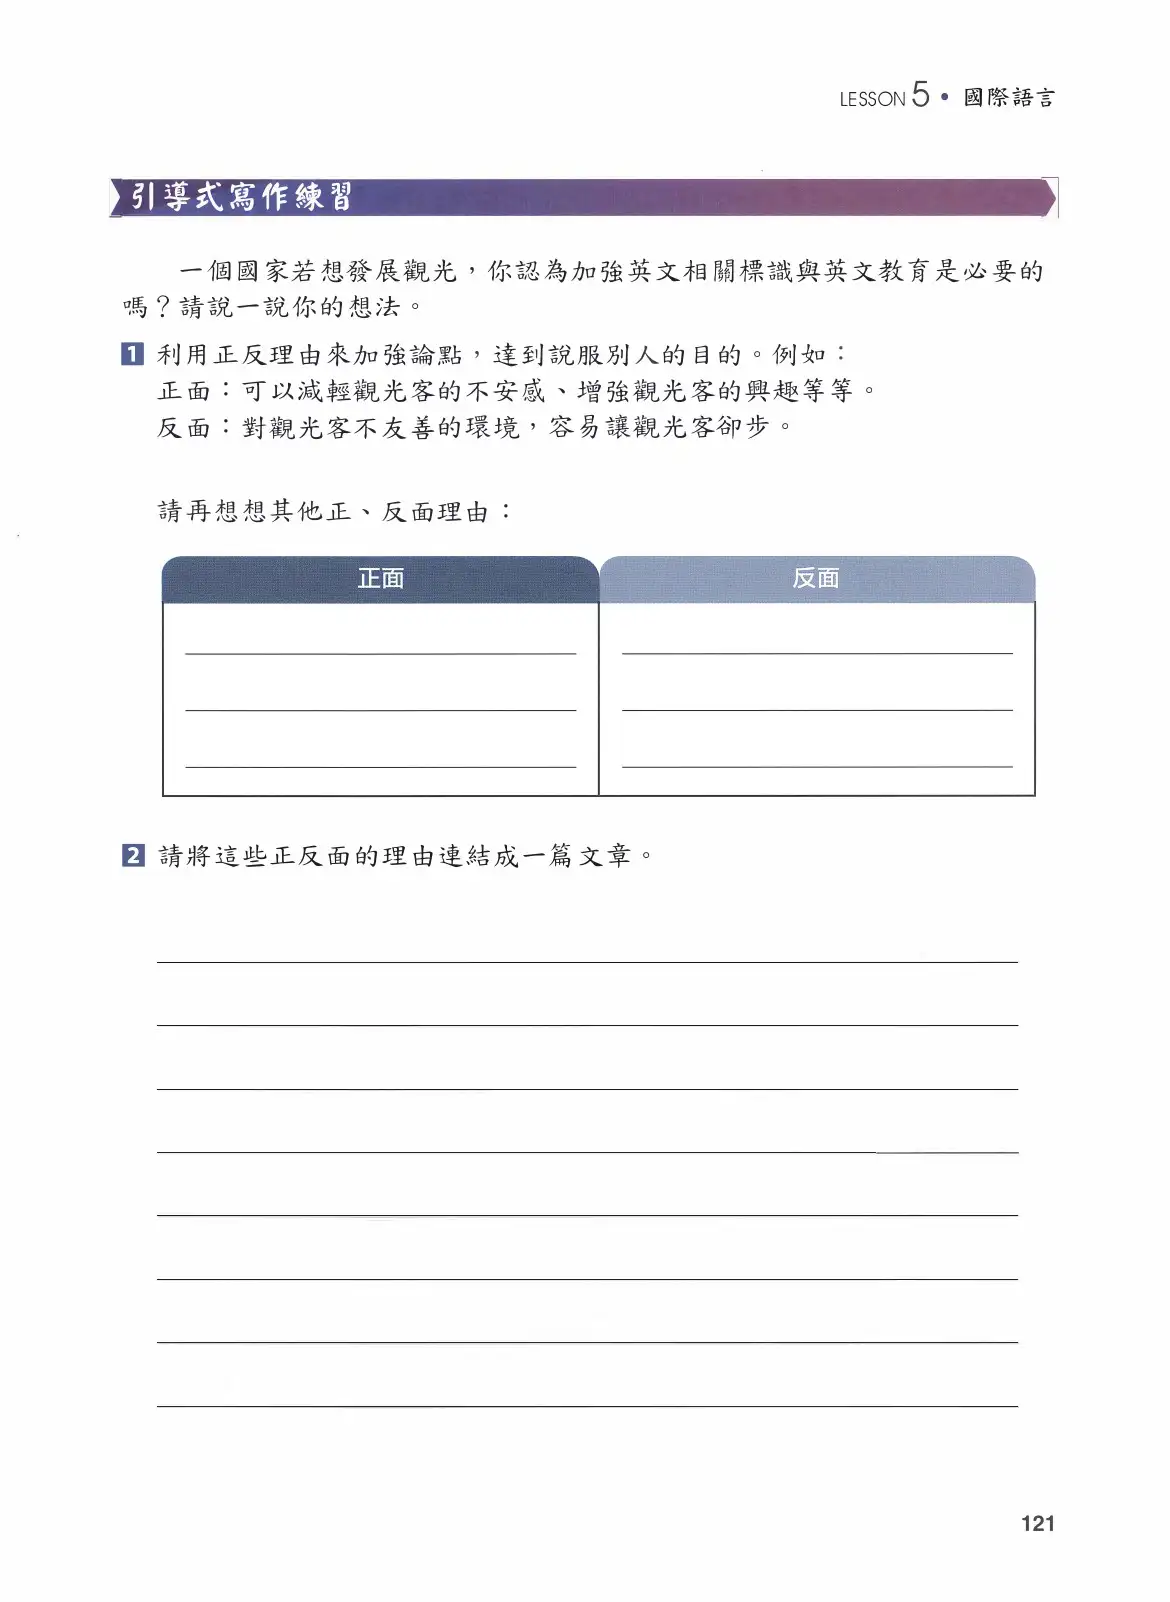 LESSON 5 • 國際語言
引導式寫作練習
一個國家若想發展觀光，你認為加強英文相關標識與英文教育是必要的
嗎？請說一說你的想法。
1 利用正反理由來加強論點，達到說服別人的目的。例如：
正面：可以減輕觀光客的不安感、增強觀光客的興趣等等。
反面：對觀光客不友善的環境，容易讓觀光客卻步。
請再想想其他正、反面理由：
正面 反面
2 請將這些正反面的理由連結成一篇文章。
121